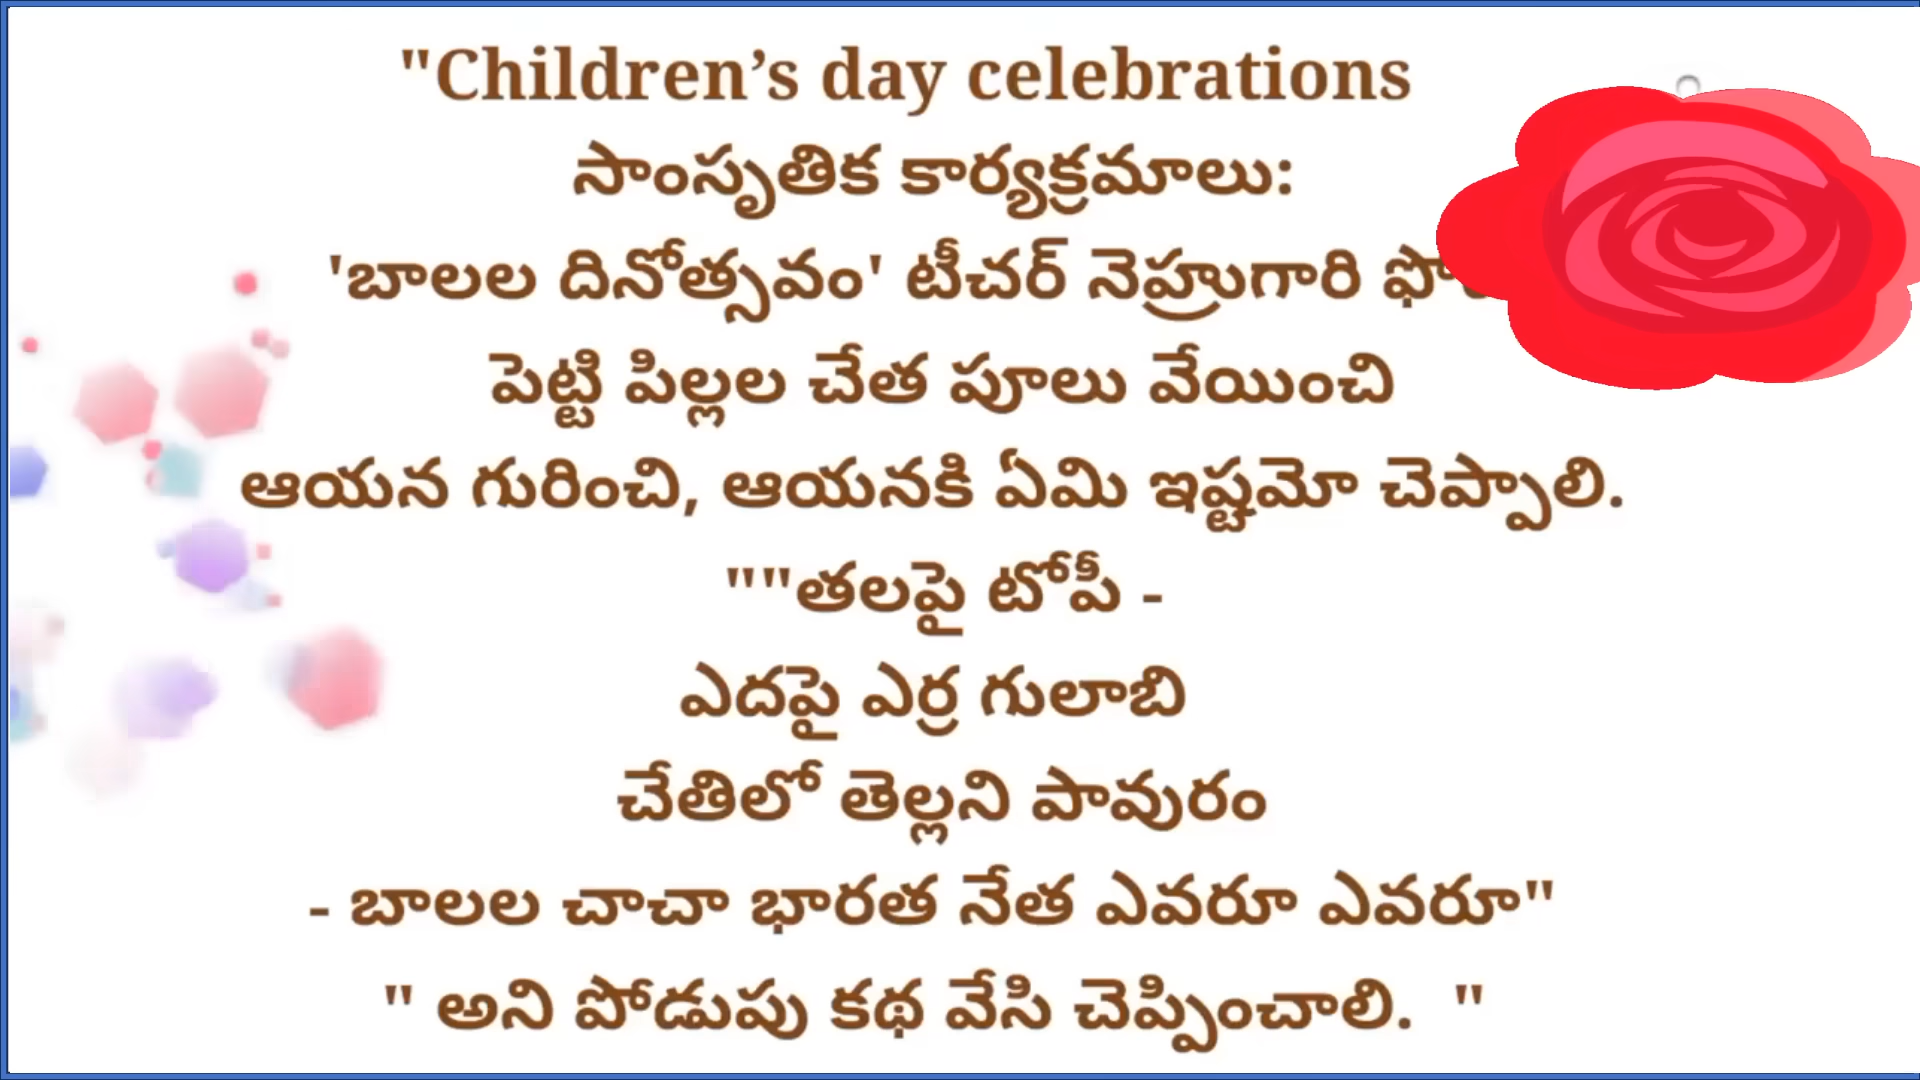 "Children’s day celebrations
సాంసృతిక కార్యక్రమాలు:
'బాలల దినోత్సవం' టీచర్ నెహ్రుగారి
పెట్టి పిల్లల చేత పూలు వేయించి
ఆయన గురించి, ఆయనకి ఏమి ఇష్టమో చెప్పాలి.
""తలపై టోపీ -
ఎదపై ఎర్ర గులాబి
చేతిలో తెల్లని పావురం
- బాలల చాచా భారత నేత ఎవరూ ఎవరూ"
" అని పోడుపు కథ వేసి చెప్పించాలి. "